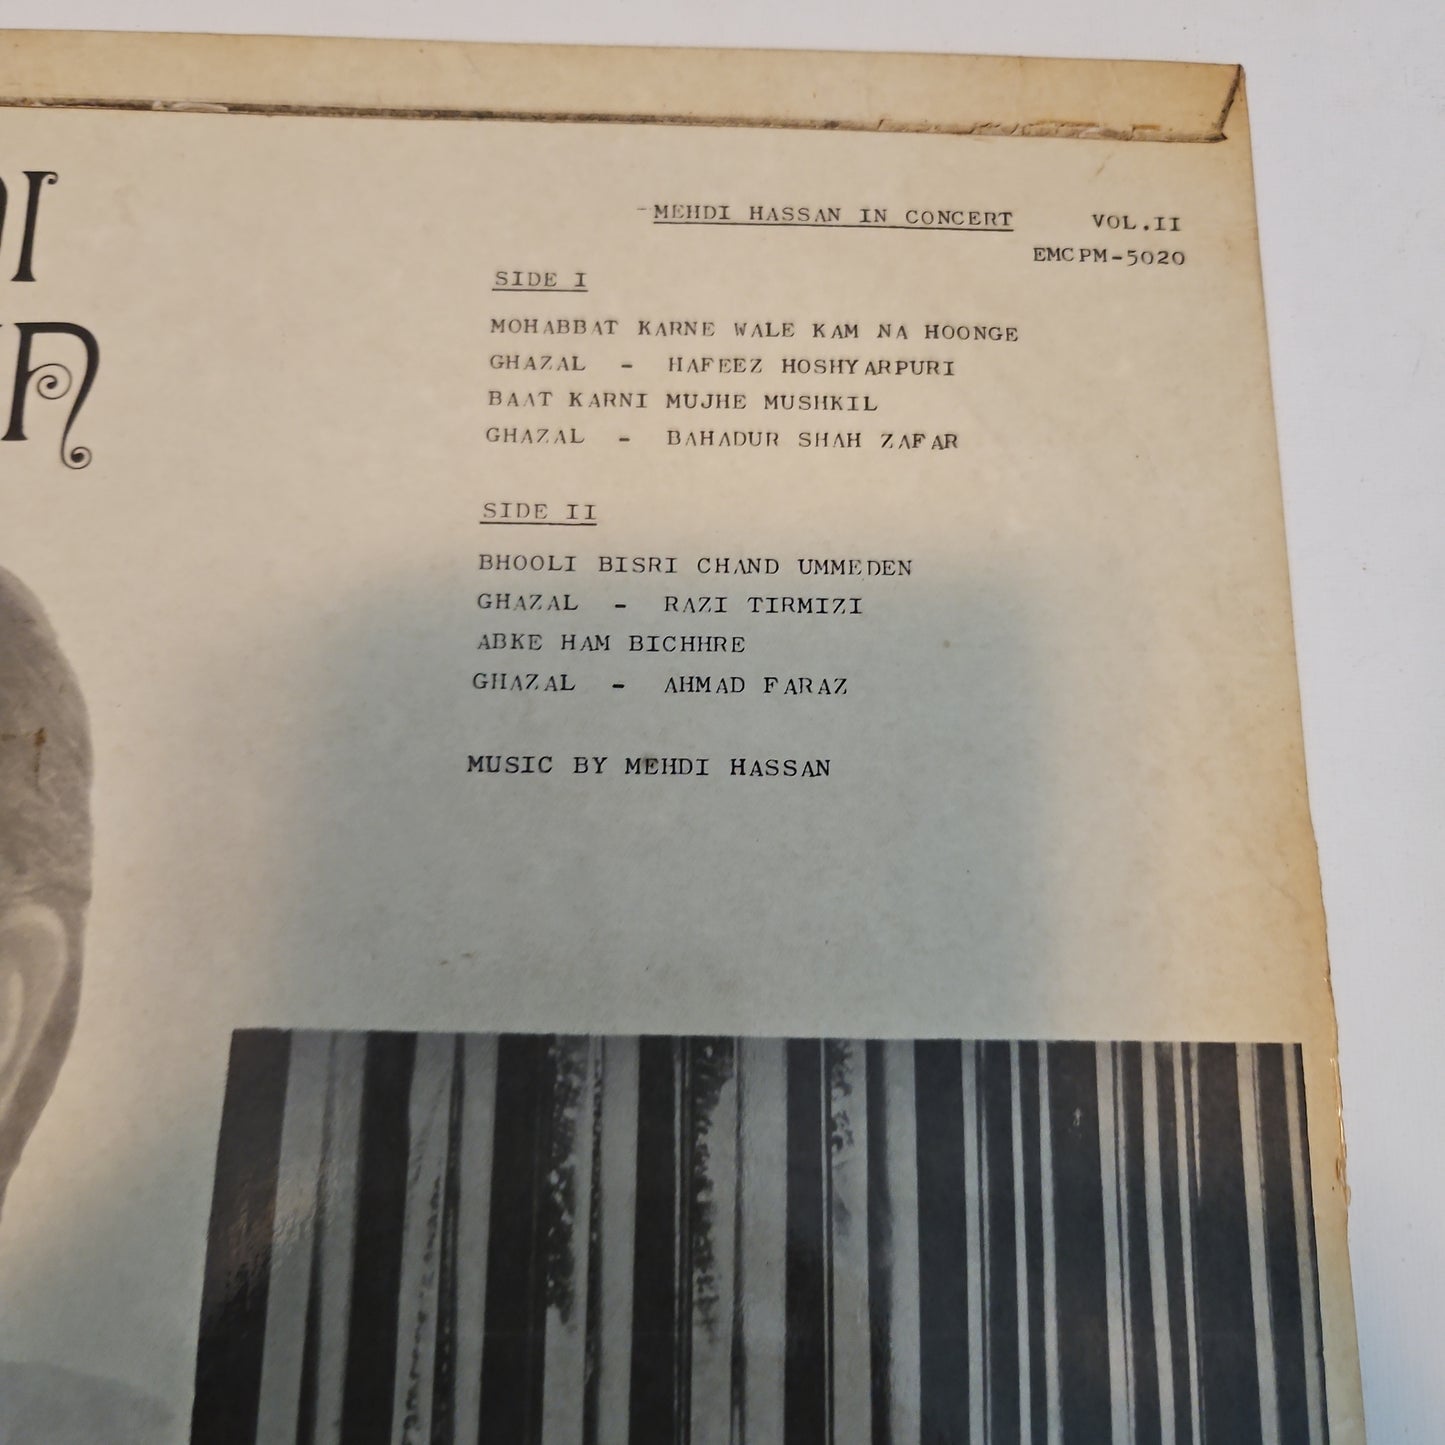 -MEHDI HASSAN IN CONCERT VOL.II
EMCPM-5020
SIDE I
MOHABBAT KARNE WALE KAM NA HOONGE
GHAZAL - HAFEEZ HOSHYARPURI
BAAT KARNI MUJHE MUSHKIL
GHAZAL - BAHADUR SHAH ZAFAR
SIDE II
BHOOLI BISRI CHAND UMMEDEN
GHAZAL - RAZI TIRMIZI
ABKE HAM BICHHRE
GHAZAL - AHMAD FARAZ
MUSIC BY MEHDI HASSAN